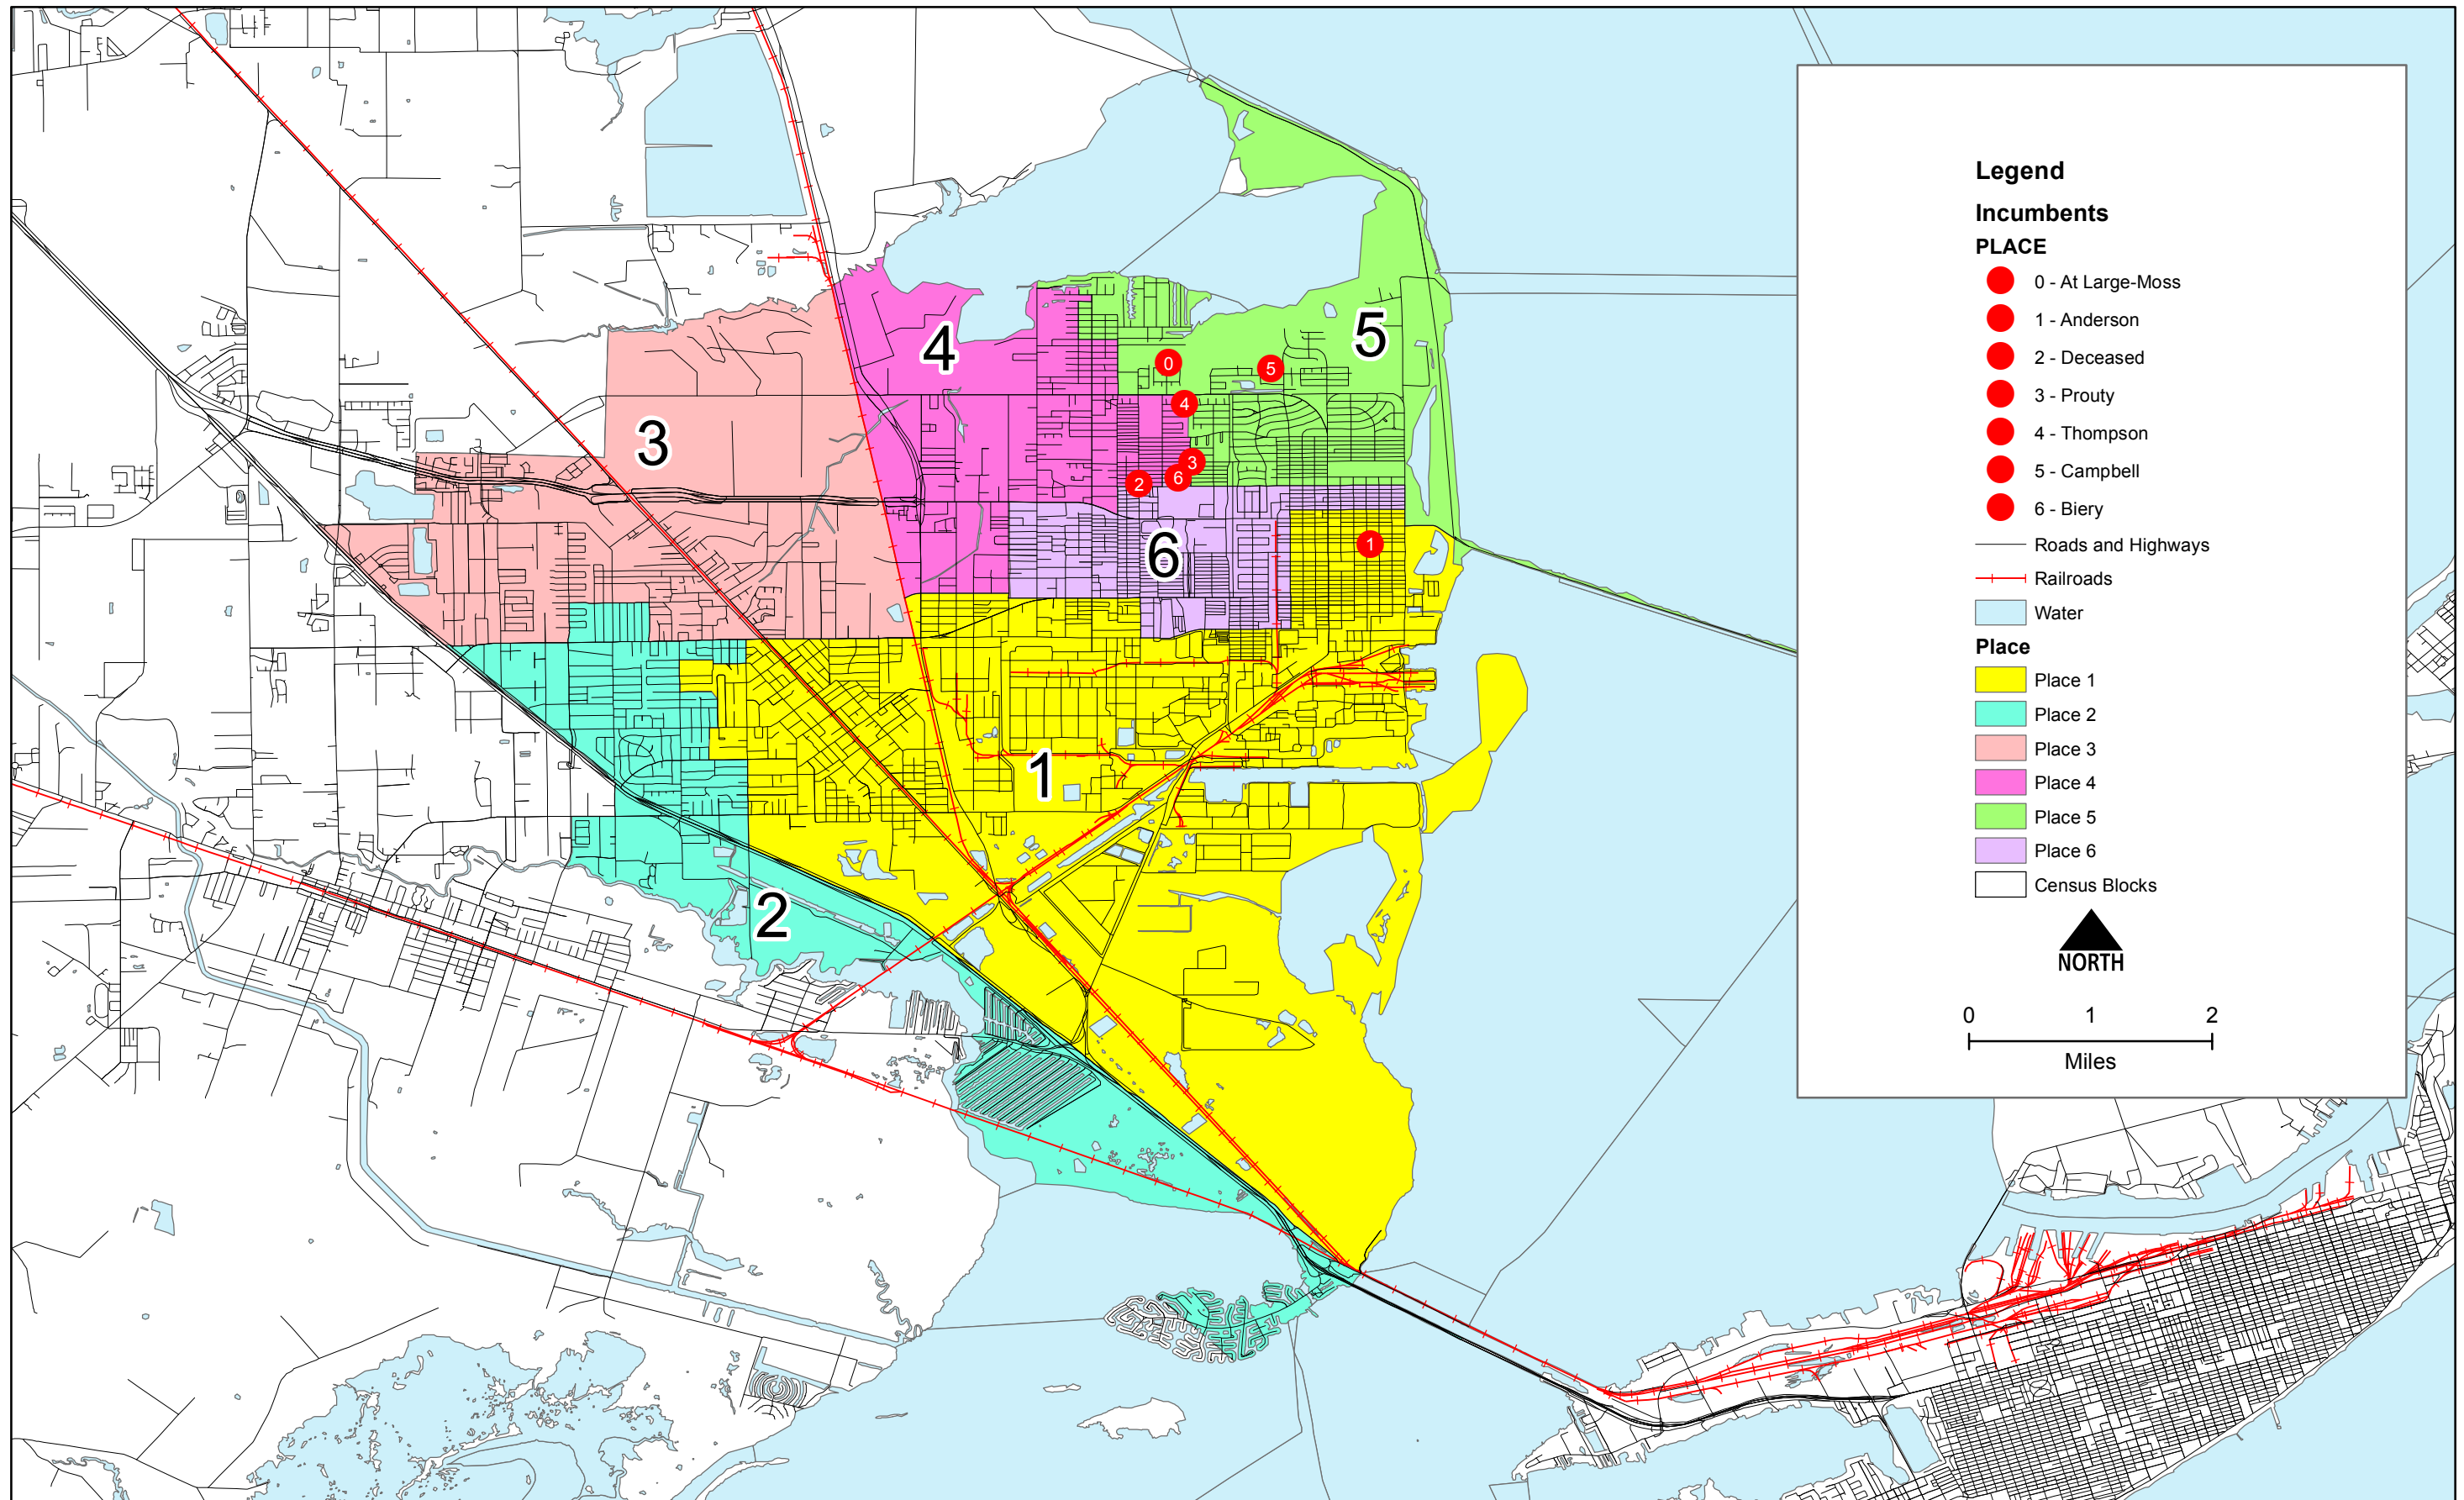 5
4
0
5
4
3
3
6
2
1
6
1
2
Legend
Incumbents
PLACE
0 - At Large-Moss
1 - Anderson
2 - Deceased
3 - Prouty
4 - Thompson
5 - Campbell
6 - Biery
Roads and Highways
Railroads
Water
Place
Place 1
Place 2
Place 3
Place 4
Place 5
Place 6
Census Blocks
NORTH
0 1 2
Miles